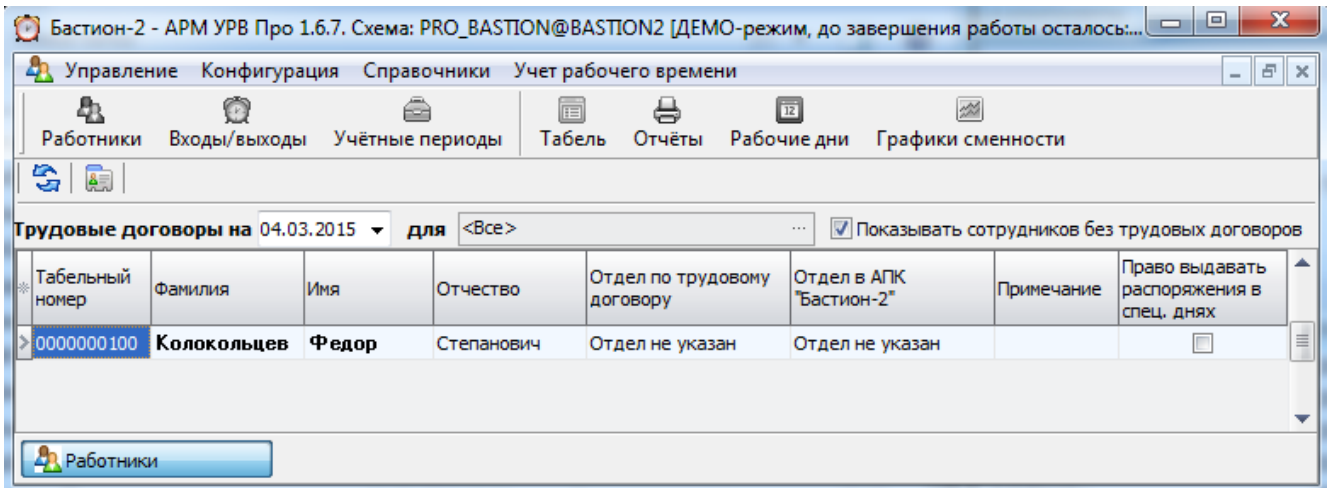 Бастион-2 - АРМ УРВ Про 1.6.7. Схема: PRO_BASTION@BASTION2 [ДЕМО-режим, до завершения работы осталось:...
Управление Конфигурация Справочники Учет рабочего времени
Работники Входы/выходы Учётные периоды Табель Отчёты Рабочие дни Графики сменности
Трудовые договоры на 04.03.2015 для <Все> ... Показывать сотрудников без трудовых договоров
Табельный номер Фамилия Имя Отчество Отдел по трудовому договору Отдел в АПК "Бастион-2" Примечание Право выдавать распоряжения в спец. днях
0000000100 Колокольцев Федор Степанович Отдел не указан Отдел не указан
Работники